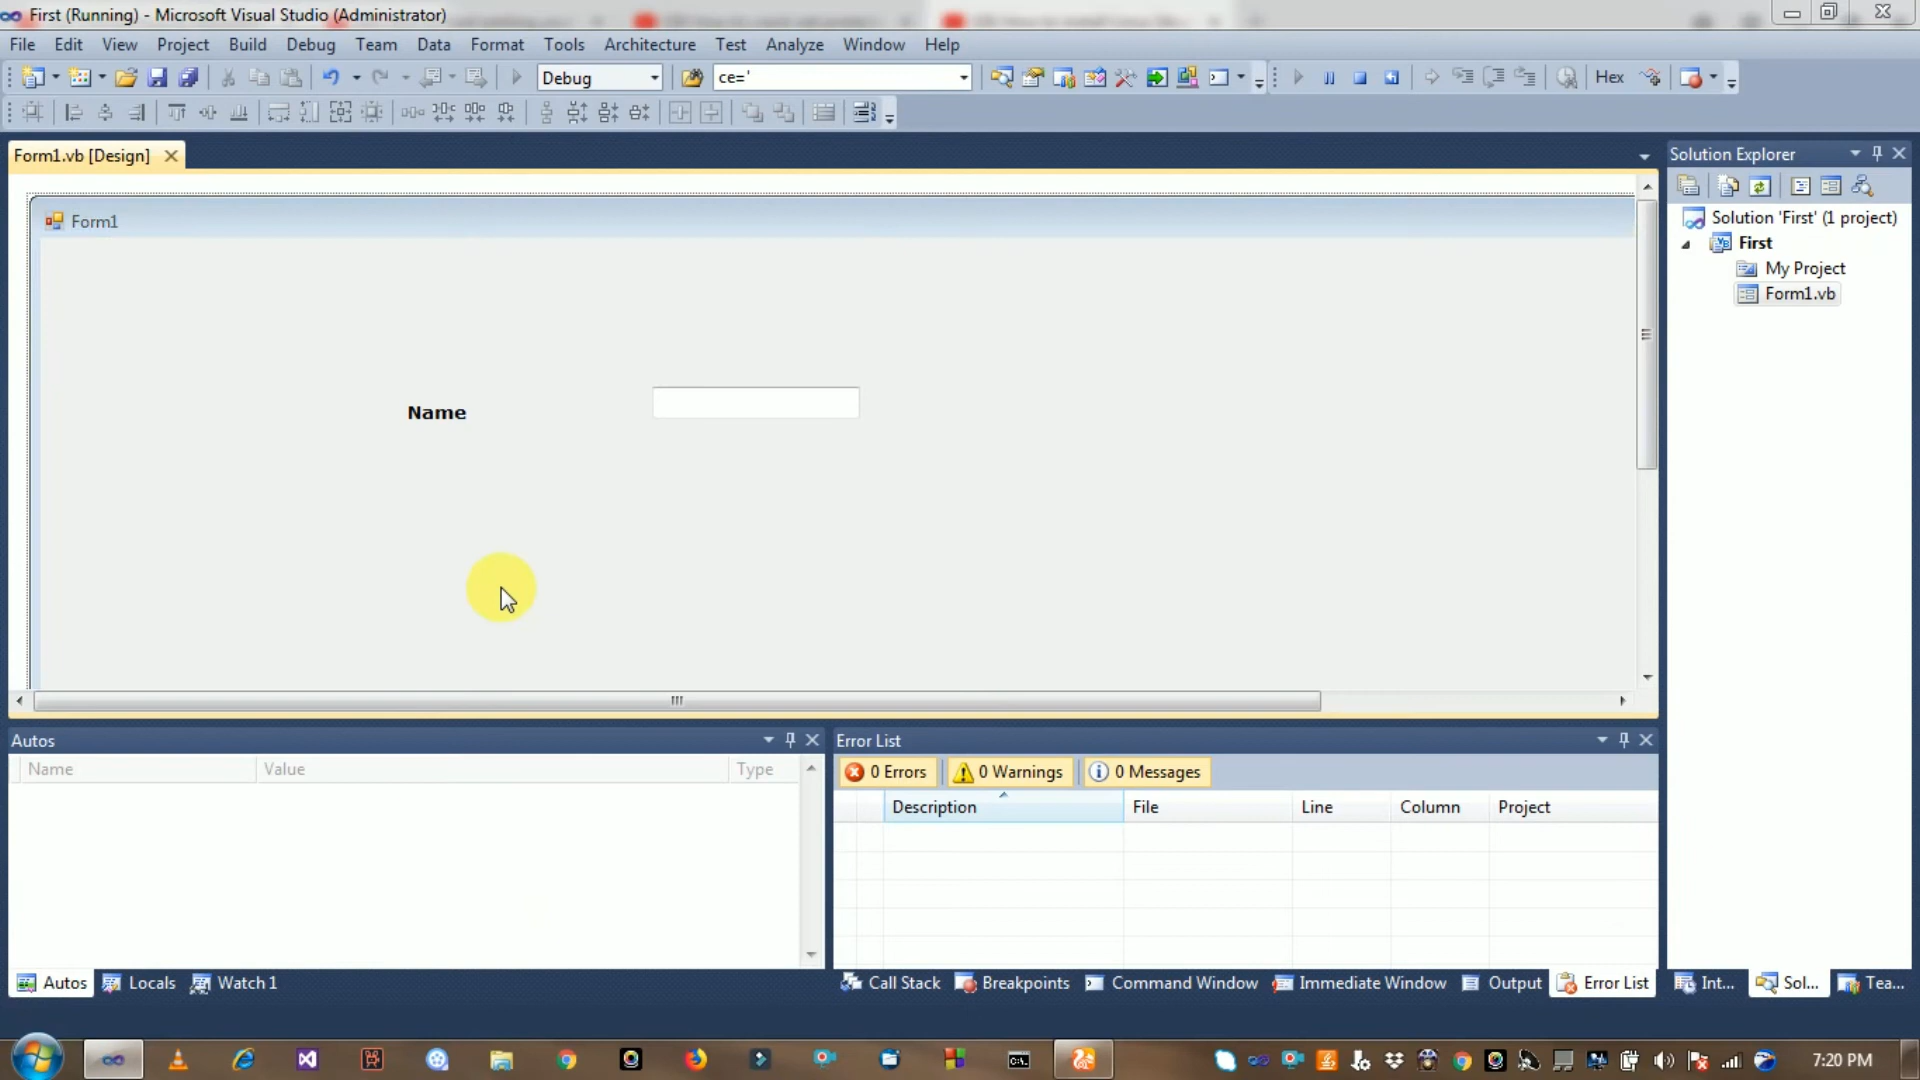 First (Running) - Microsoft Visual Studio (Administrator)
File Edit View Project Build Debug Team Data Format Tools Architecture Test Analyze Window Help
Debug ce=' Hex
Form1.vb [Design]
Form1
Name
Solution Explorer
Solution 'First' (1 project)
First
My Project
Form1.vb
Autos
Name Value Type
Error List
0 Errors 0 Warnings 0 Messages
Description File Line Column Project
Autos Locals Watch 1
Call Stack Breakpoints Command Window Immediate Window Output Error List
Int... Sol... Tea...
7:20 PM